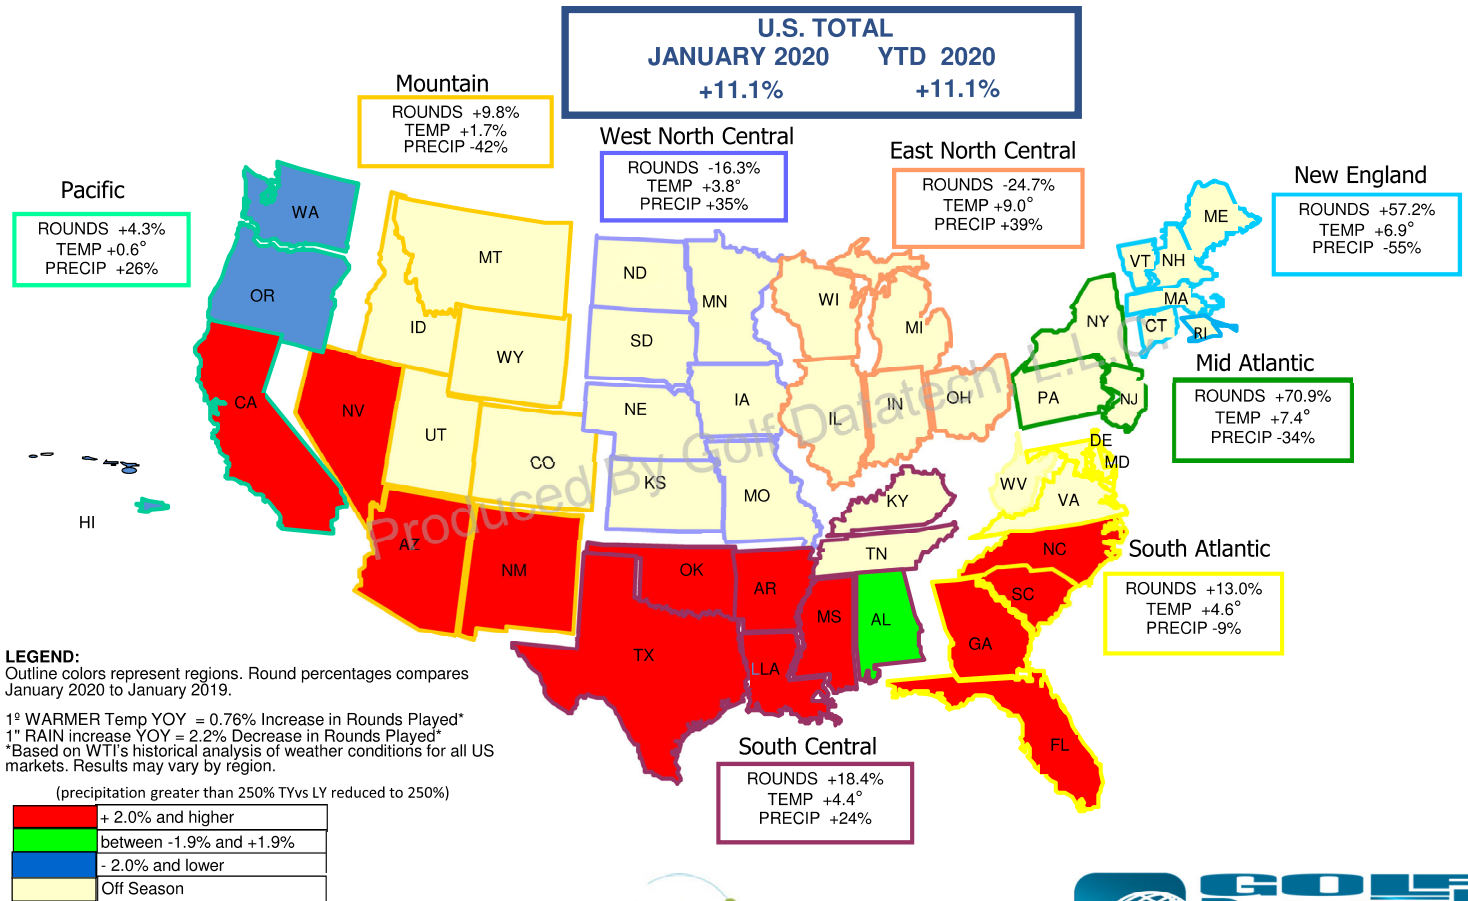 U.S. TOTAL
JANUARY 2020 YTD 2020
+11.1% +11.1%
Mountain
ROUNDS +9.8%
TEMP +1.7%
PRECIP -42%
West North Central
ROUNDS -16.3%
TEMP +3.8°
PRECIP +35%
East North Central
ROUNDS -24.7%
TEMP +9.0°
PRECIP +39%
New England
ROUNDS +57.2%
TEMP +6.9°
PRECIP -55%
Pacific
ROUNDS +4.3%
TEMP +0.6°
PRECIP +26%
Mid Atlantic
ROUNDS +70.9%
TEMP +7.4°
PRECIP -34%
South Atlantic
ROUNDS +13.0%
TEMP +4.6°
PRECIP -9%
South Central
ROUNDS +18.4%
TEMP +4.4°
PRECIP +24%
WA
OR
CA
NV
HI
MT
ID
WY
UT
CO
AZ
NM
ND
SD
NE
KS
MN
IA
MO
WI
MI
IL
IN
OH
ME
VT
NH
MA
CT
RI
NY
PA
NJ
DE
MD
WV
VA
NC
SC
GA
FL
KY
TN
OK
AR
TX
LLA
MS
AL
Produced By Golf Datatech, L.L.C.
LEGEND:
Outline colors represent regions. Round percentages compares
January 2020 to January 2019.
1º WARMER Temp YOY = 0.76% Increase in Rounds Played*
1" RAIN increase YOY = 2.2% Decrease in Rounds Played*
*Based on WTI's historical analysis of weather conditions for all US
markets. Results may vary by region.
(precipitation greater than 250% TYvs LY reduced to 250%)
+ 2.0% and higher
between -1.9% and +1.9%
- 2.0% and lower
Off Season
GOLF